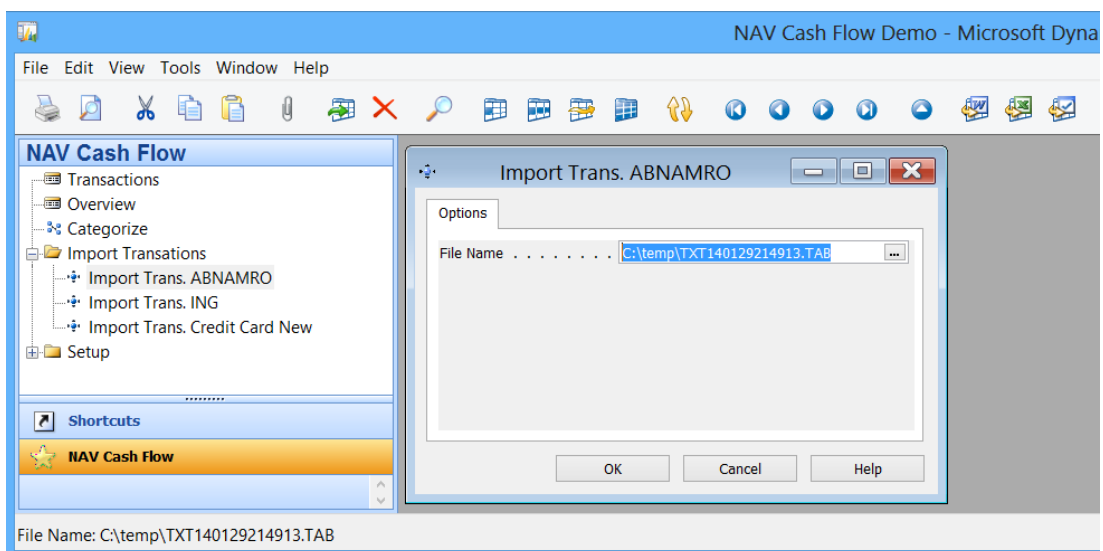 NAV Cash Flow Demo - Microsoft Dyna
File Edit View Tools Window Help
NAV Cash Flow
Transactions
Overview
Categorize
Import Transations
Import Trans. ABNAMRO
Import Trans. ING
Import Trans. Credit Card New
Setup
Shortcuts
NAV Cash Flow
Import Trans. ABNAMRO
Options
File Name . . . . . . . . C:\temp\TXT140129214913.TAB ...
OK Cancel Help
File Name: C:\temp\TXT140129214913.TAB